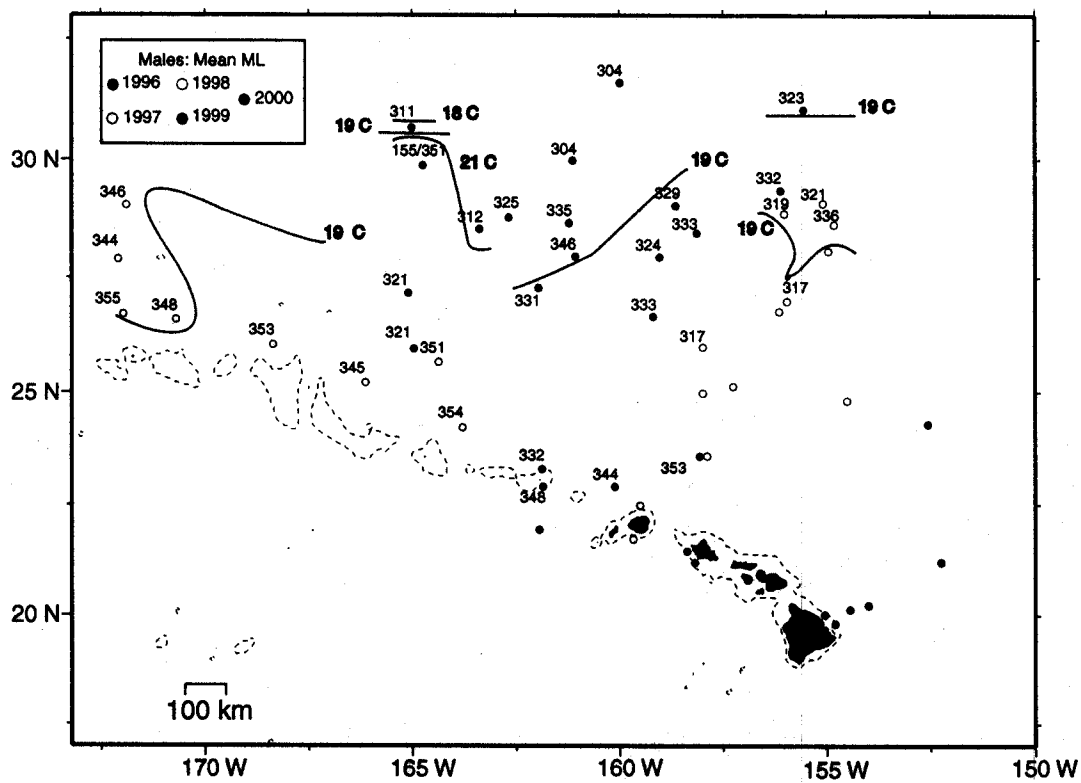 Males: Mean ML
1996
1998
2000
1997
1999
304
311
18 C
19 C
323
19 C
30 N
155/351
21 C
304
19 C
346
332
321
329
319
336
325
335
312
333
19 C
19 C
344
346
324
321
317
331
355
348
333
353
321
351
317
345
25 N
354
332
344
353
348
20 N
100 km
170 W
165 W
160 W
155 W
150 W